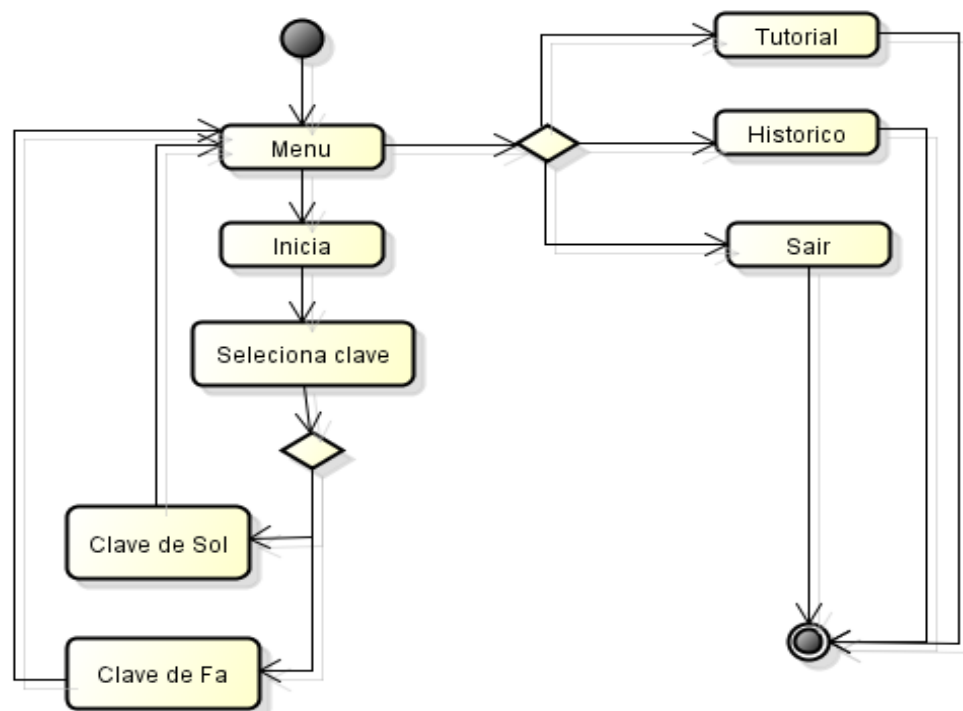 Tutorial
Historico
Menu
Inicia
Sair
Seleciona clave
Clave de Sol
Clave de Fa